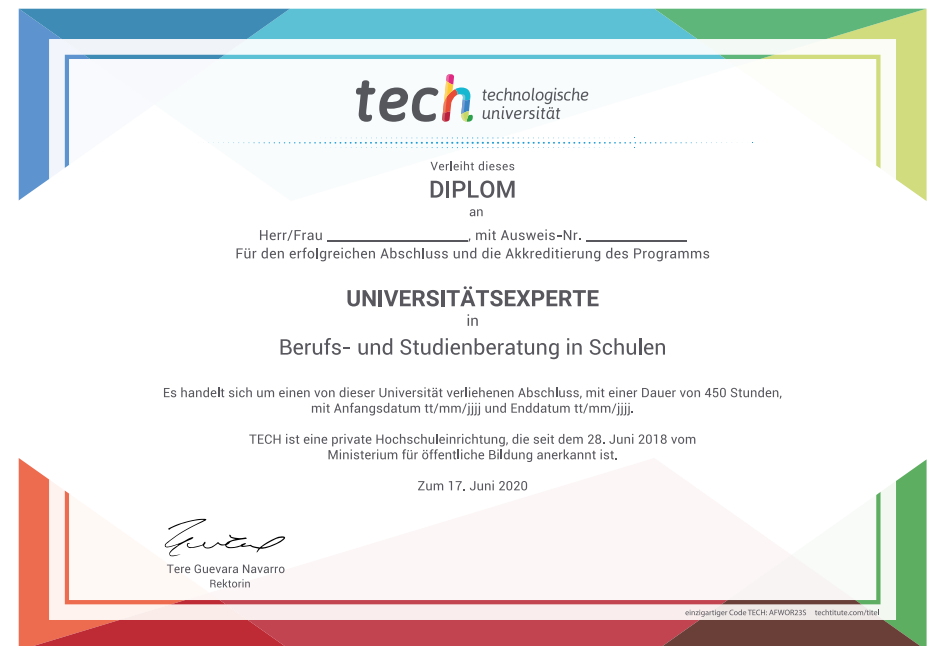 tech technologische
universität
Verleiht dieses
DIPLOM
an
Herr/Frau ____________, mit Ausweis-Nr. ____________
Für den erfolgreichen Abschluss und die Akkreditierung des Programms
UNIVERSITÄTSEXPERTE
in
Berufs- und Studienberatung in Schulen
Es handelt sich um einen von dieser Universität verliehenen Abschluss, mit einer Dauer von 450 Stunden,
mit Anfangsdatum tt/mm/jjjj und Enddatum tt/mm/jjjj.
TECH ist eine private Hochschuleinrichtung, die seit dem 28. Juni 2018 vom
Ministerium für öffentliche Bildung anerkannt ist.
Zum 17. Juni 2020
Tere Guevara Navarro
Rektorin
einzigartiger Code TECH: AFWOR23S techtitute.com/titel